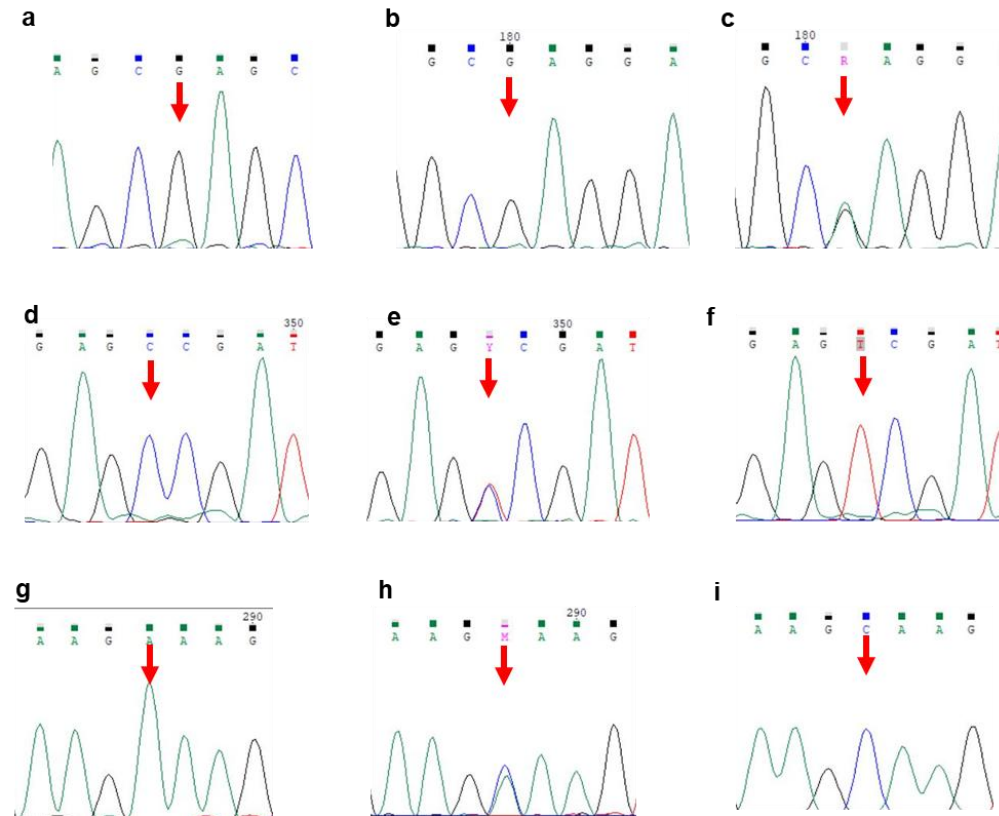 a
A G C G A G C
b
180
G C G A G G A
c
180
G C R A G G
d
350
G A G C C G A T
e
350
G A G Y C G A T
f
G A G T C G A T
g
290
A A G A A A G
h
290
A A G M A A G
i
A A G C A A G